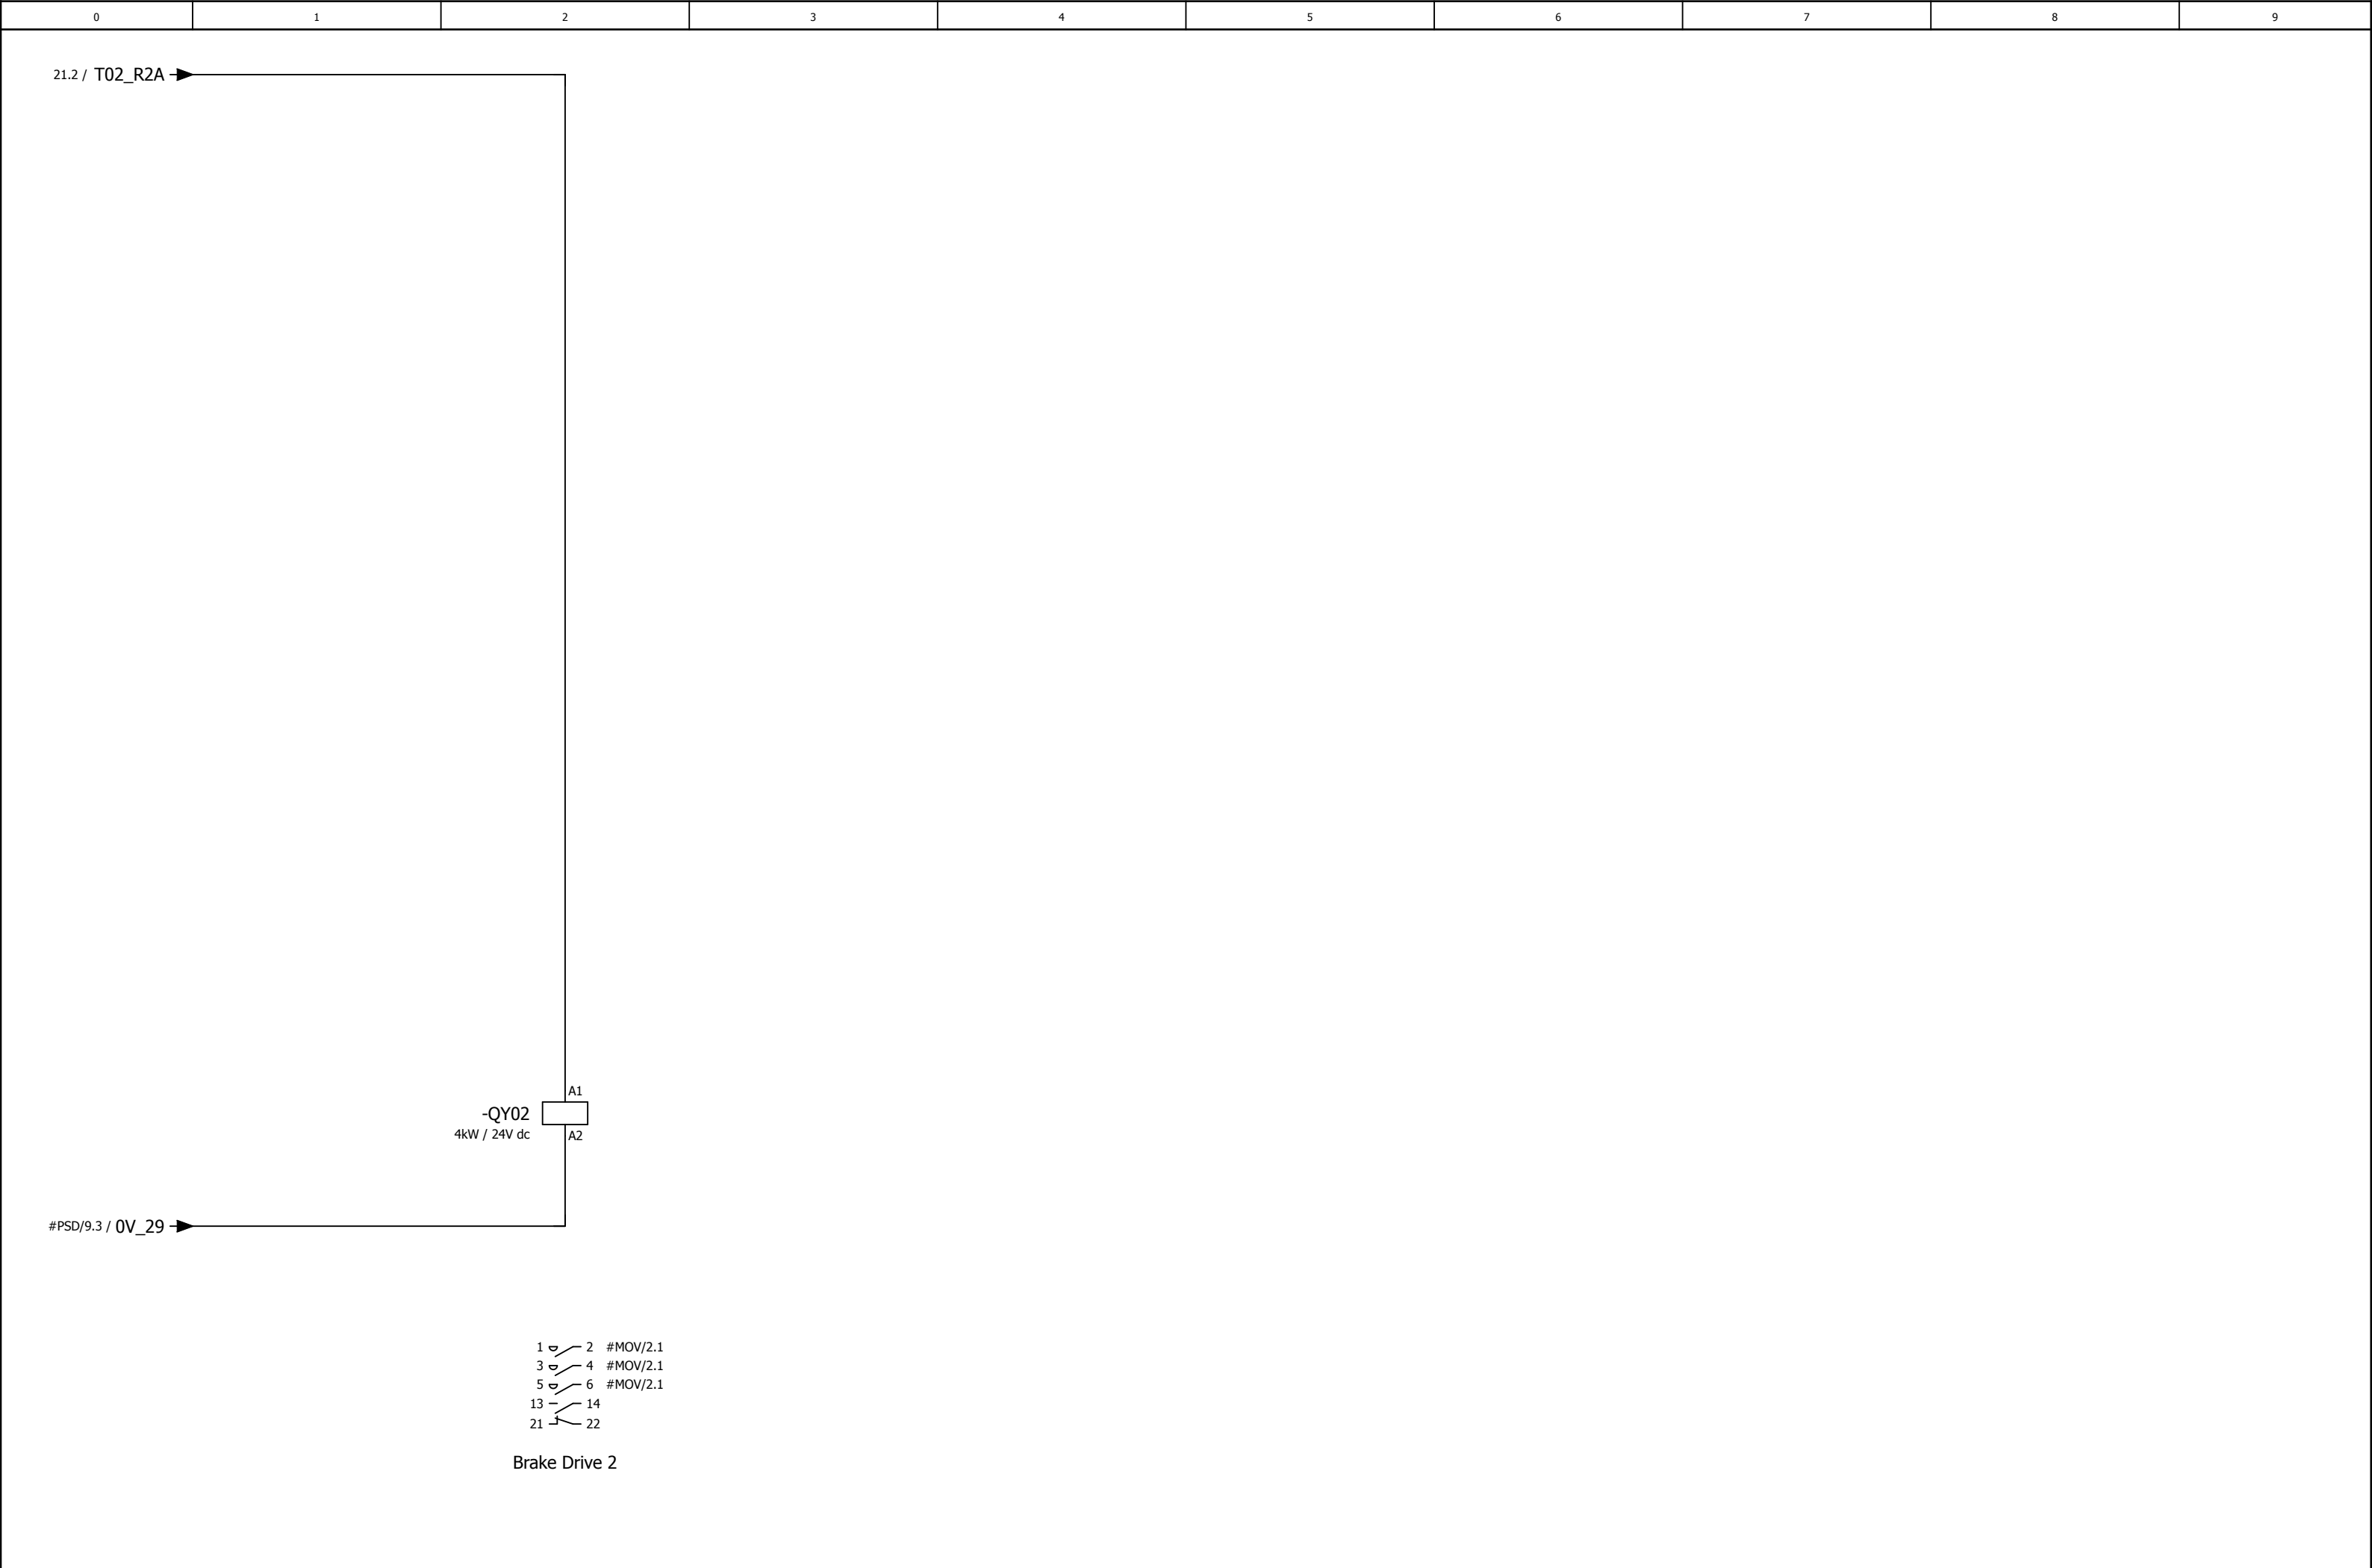 0 1 2 3 4 5 6 7 8 9
21.2 / T02_R2A
A1
-QY02
4kW / 24V dc
A2
#PSD/9.3 / 0V_29
1 2 #MOV/2.1
3 4 #MOV/2.1
5 6 #MOV/2.1
13 14
21 22
Brake Drive 2